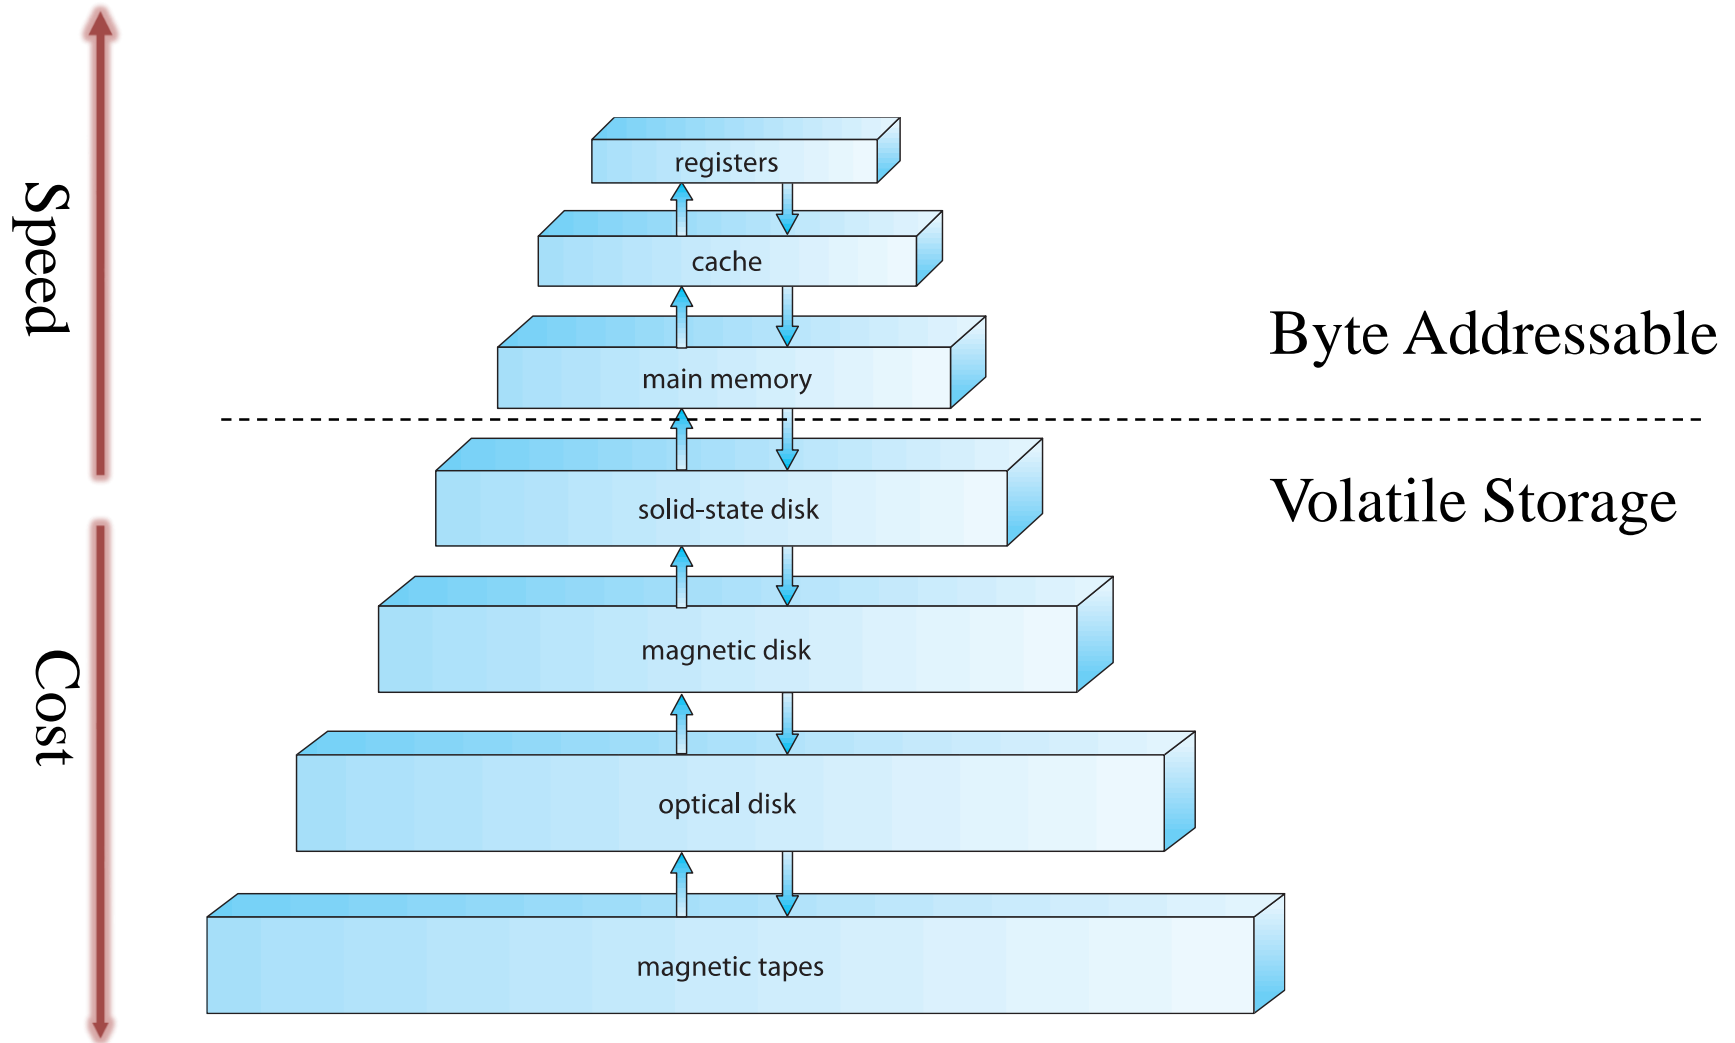 Speed
Cost
registers
cache
main memory
solid-state disk
magnetic disk
optical disk
magnetic tapes
Byte Addressable
Volatile Storage